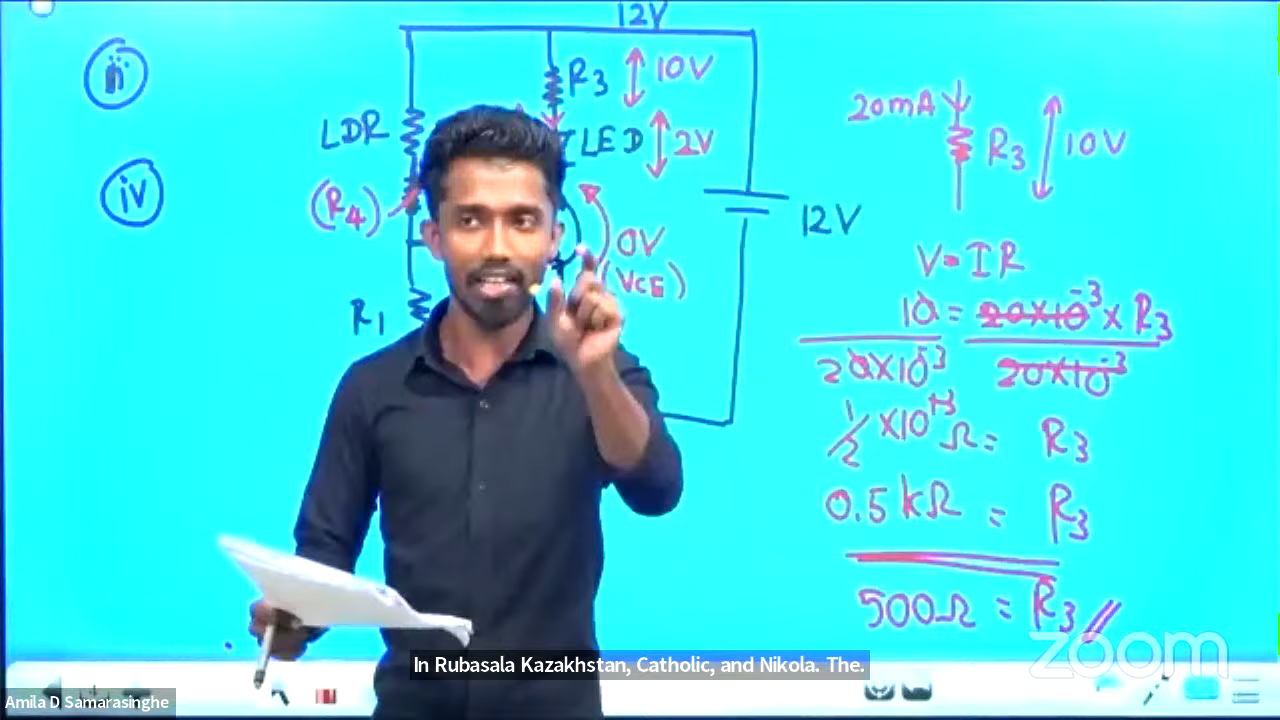 12V
ii
R3
10V
LDR
LED
2V
iv
(R4)
0V
(VCE)
R1
12V
20mA
R3
10V
V = IR
10 = 20×10⁻³ × R3
20×10⁻³ 20×10⁻³
1/2 ×10⁺³ Ω = R3
0.5 kΩ = R3
500Ω = R3
zoom
In Rubasala Kazakhstan, Catholic, and Nikola. The.
Amila D Samarasinghe